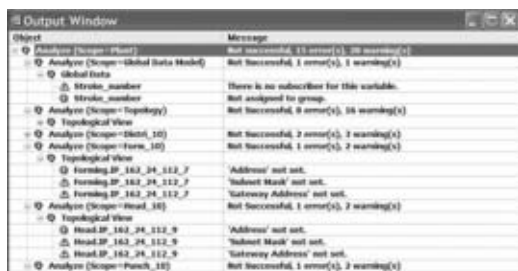 Output Window
Object Message
Analyze (Scope=Plant) Not successful, 15 error(s), 20 warning(s)
Analyze (Scope=Global Data Model) Not Successful, 1 error(s), 1 warning(s)
Global Data
Stroke_number There is no subscriber for this variable.
Stroke_number Not assigned to group.
Analyze (Scope=Topology) Not Successful, 8 error(s), 16 warning(s)
Topological View
Analyze (Scope=Distri_10) Not Successful, 2 error(s), 2 warning(s)
Analyze (Scope=Form_10) Not Successful, 1 error(s), 2 warning(s)
Topological View
Forming.IP_162_24_112_7 'Address' not set.
Forming.IP_162_24_112_7 'Subnet Mask' not set.
Forming.IP_162_24_112_7 'Gateway Address' not set.
Analyze (Scope=Head_10) Not Successful, 1 error(s), 2 warning(s)
Topological View
Head.IP_162_24_112_9 'Address' not set.
Head.IP_162_24_112_9 'Subnet Mask' not set.
Head.IP_162_24_112_9 'Gateway Address' not set.
Analyze (Scope=Punch_10) Not Successful, 1 error(s), 2 warning(s)